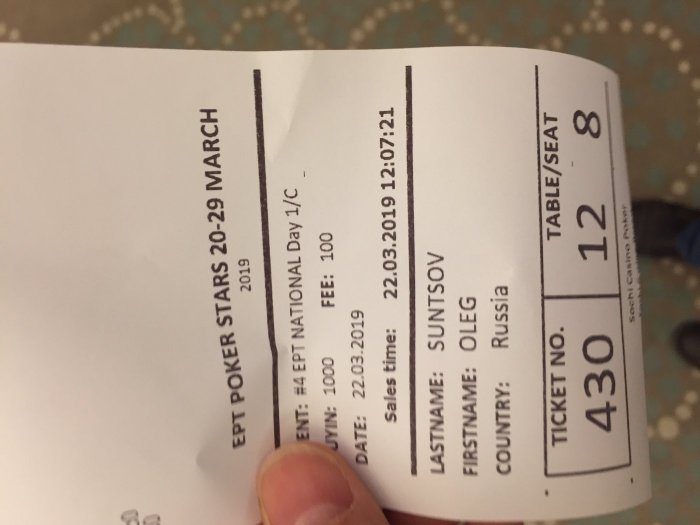 EPT POKER STARS 20-29 MARCH
2019
ENT: #4 EPT NATIONAL Day 1/C
UYIN: 1000 FEE: 100
DATE: 22.03.2019
Sales time: 22.03.2019 12:07:21
LASTNAME: SUNTSOV
FIRSTNAME: OLEG
COUNTRY: Russia
TICKET NO. TABLE/SEAT
430 12 8
Sochi Casino Poker